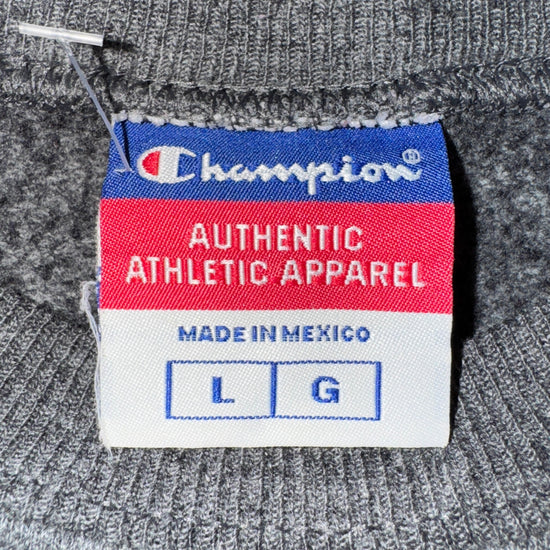 Champion®
AUTHENTIC
ATHLETIC APPAREL
MADE IN MEXICO
L G